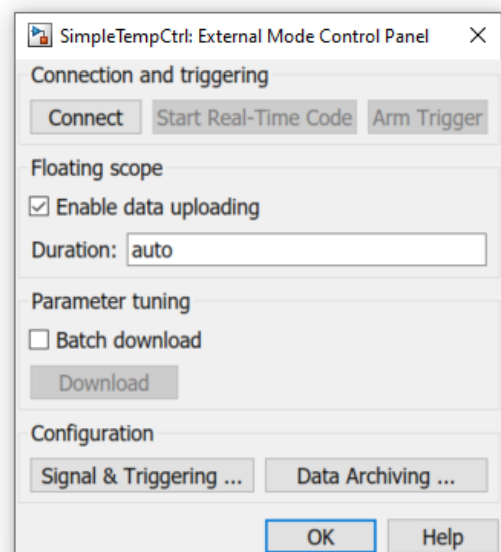 SimpleTempCtrl: External Mode Control Panel
Connection and triggering
Connect Start Real-Time Code Arm Trigger
Floating scope
Enable data uploading
Duration: auto
Parameter tuning
Batch download
Download
Configuration
Signal & Triggering ... Data Archiving ...
OK Help